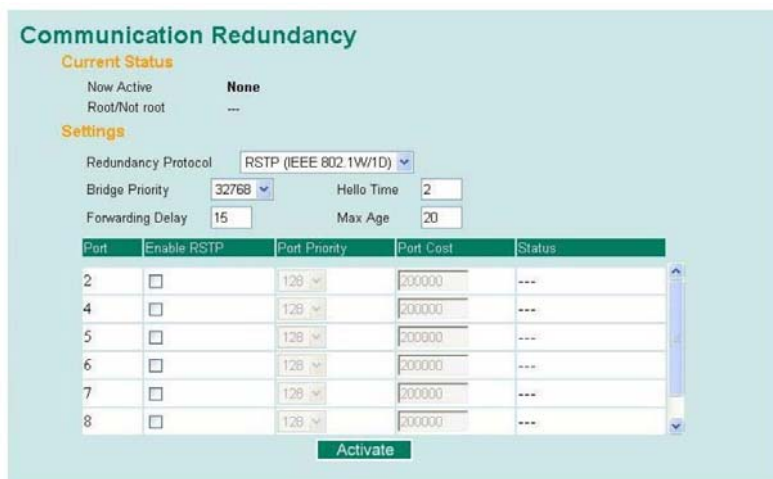 Communication Redundancy
Current Status
Now Active None
Root/Not root ---
Settings
Redundancy Protocol RSTP (IEEE 802.1W/1D)
Bridge Priority 32768 Hello Time 2
Forwarding Delay 15 Max Age 20
Port Enable RSTP Port Priority Port Cost Status
2 128 200000 ---
4 128 200000 ---
5 128 200000 ---
6 128 200000 ---
7 128 200000 ---
8 128 200000 ---
Activate